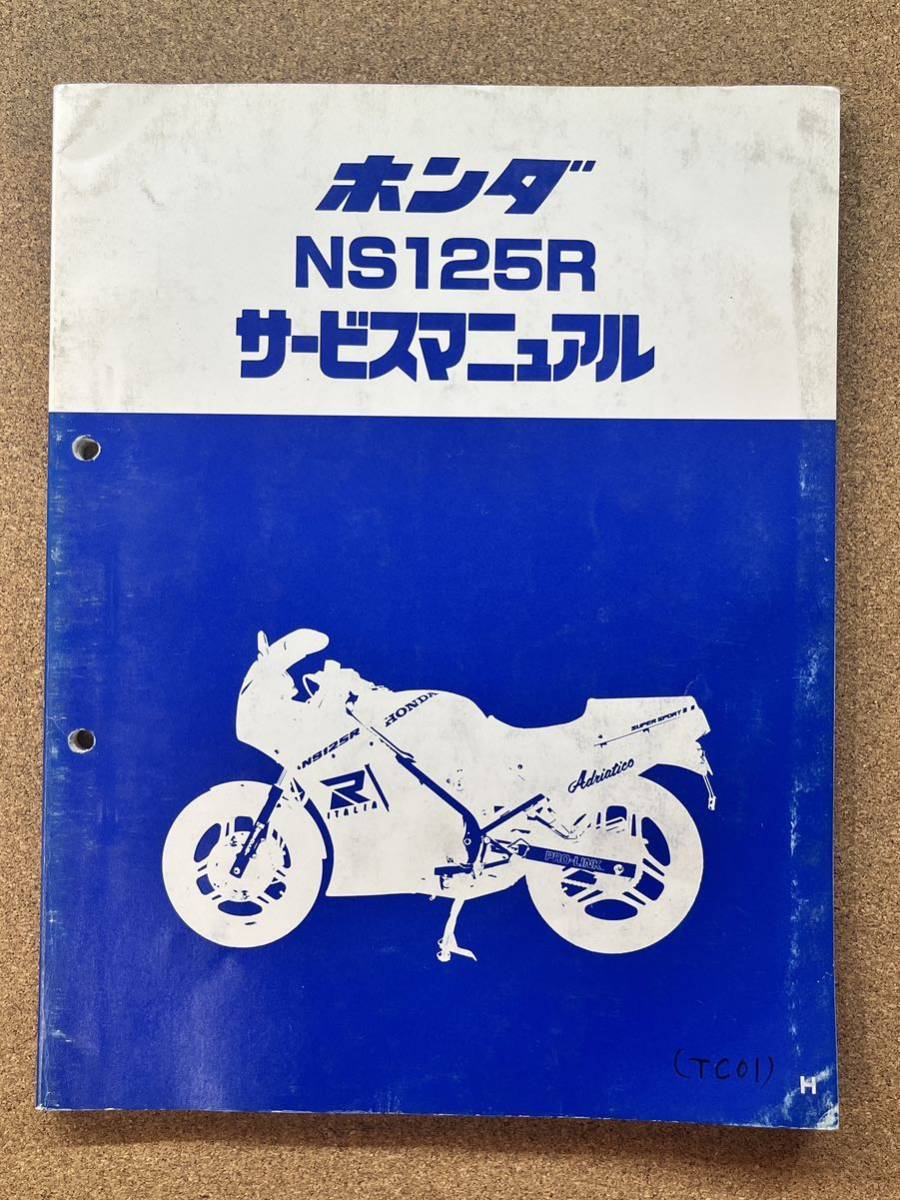 ホンダ
NS125R
サービスマニュアル
HONDA
NS125R
R
ITALIA
SUPER SPORT
Adriatico
PRO-LINK
(TC01)
H